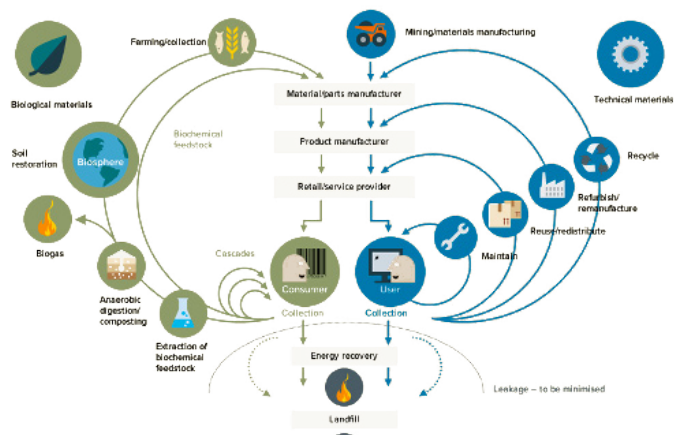 Farming/collection
Mining/materials manufacturing
Biological materials
Material/parts manufacturer
Technical materials
Biochemical
feedstock
Product manufacturer
Soil
restoration
Biosphere
Recycle
Retail/service provider
Refurbish/
remanufacture
Reuse/redistribute
Biogas
Cascades
Maintain
Consumer
User
Anaerobic
digestion/
composting
Collection
Collection
Extraction of
biochemical
feedstock
Energy recovery
Leakage – to be minimised
Landfill